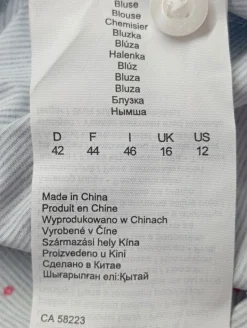 Bluse
Blouse
Chemisier
Bluzka
Blúza
Halenka
Blúz
Bluza
Bluza
Блузка
Нымша
D F I UK US
42 44 46 16 12
Made in China
Produit en Chine
Wyprodukowano w Chinach
Vyrobené v Číne
Származási hely Kína
Proizvedeno u Kini
Сделано в Китае
Шығарылған елі:Қытай
CA 58223